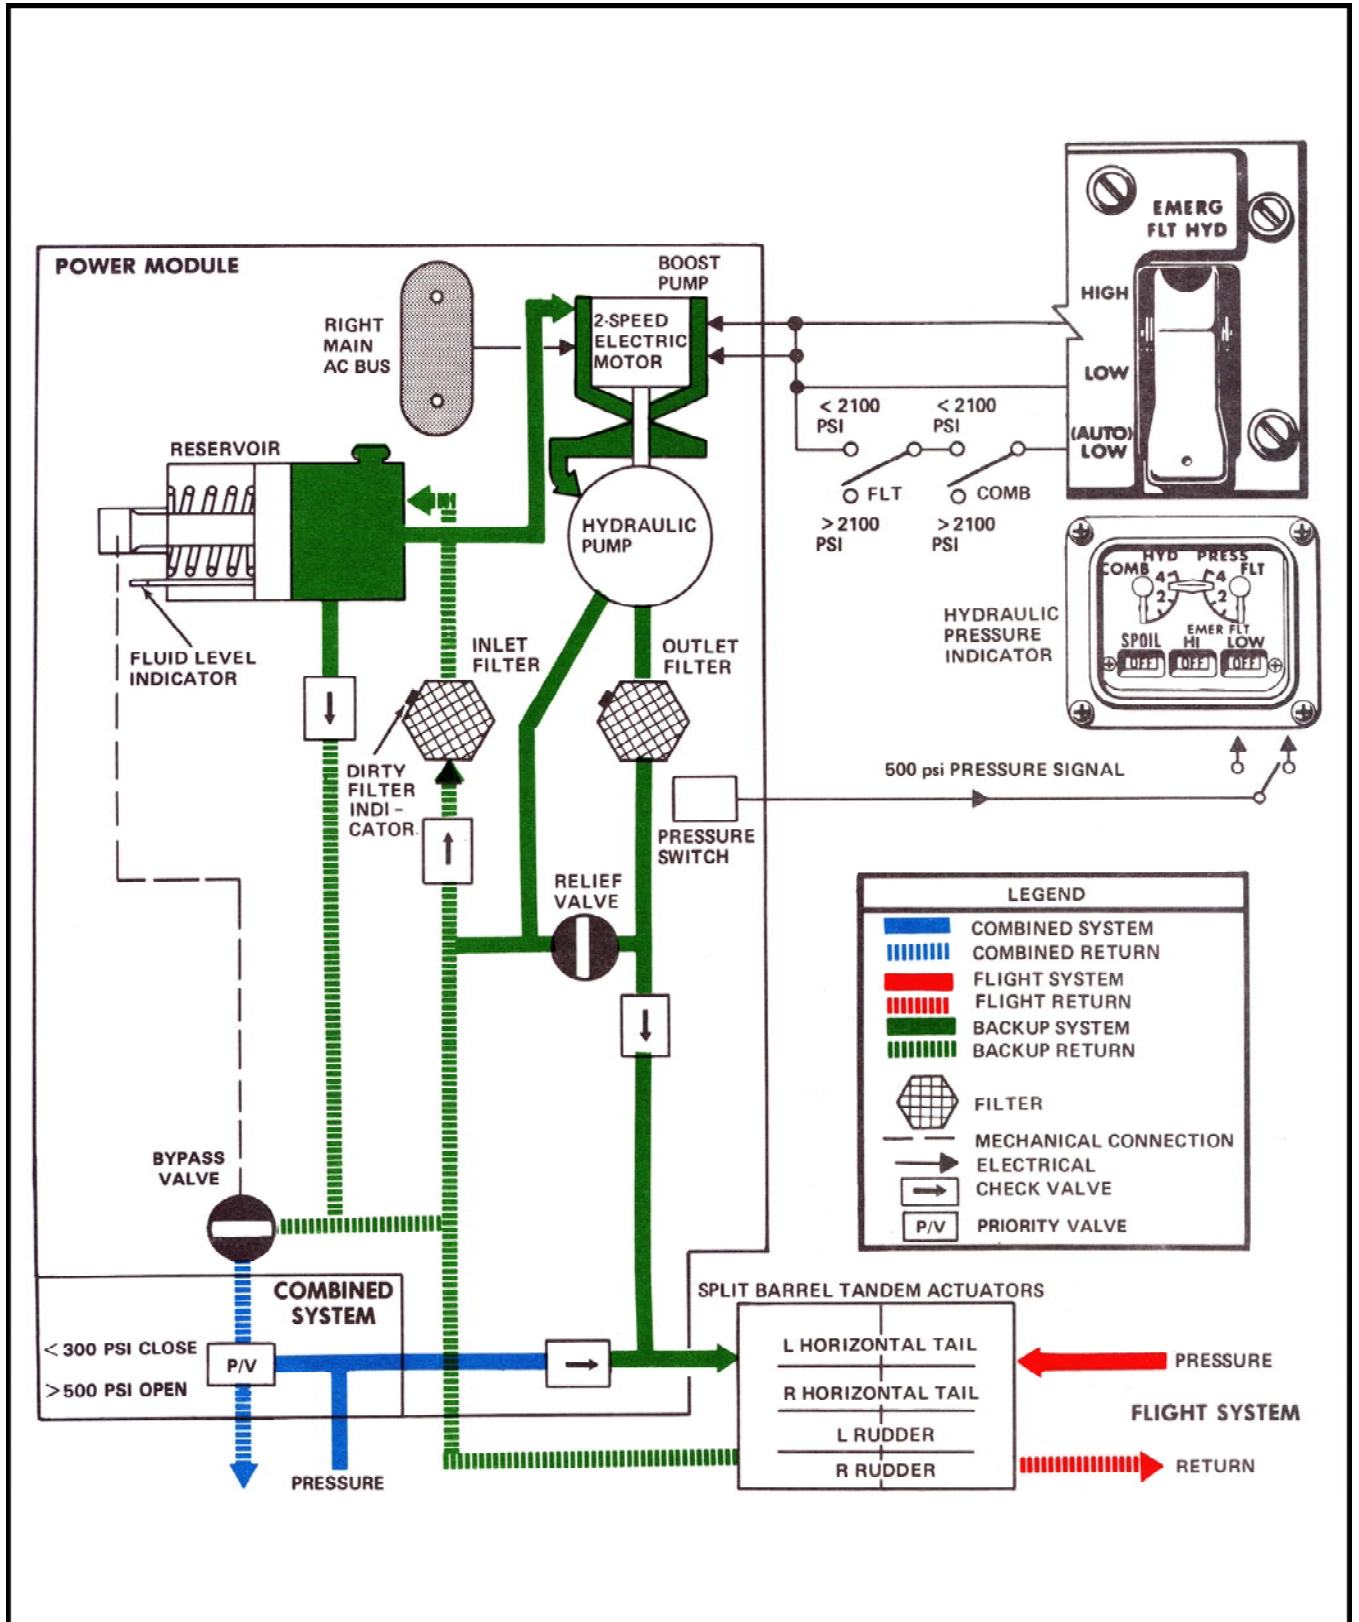 EMERG
FLT HYD
HIGH
LOW
(AUTO)
LOW
POWER MODULE
BOOST
PUMP
RIGHT
MAIN
AC BUS
2-SPEED
ELECTRIC
MOTOR
< 2100
PSI
< 2100
PSI
FLT
COMB
> 2100
PSI
> 2100
PSI
RESERVOIR
HYDRAULIC
PUMP
HYD PRESS
COMB
FLT
4
2
4
2
EMER FLT
SPOIL
HI
LOW
OFF
OFF
OFF
HYDRAULIC
PRESSURE
INDICATOR
FLUID LEVEL
INDICATOR
INLET
FILTER
OUTLET
FILTER
DIRTY
FILTER
INDI –
CATOR
500 psi PRESSURE SIGNAL
PRESSURE
SWITCH
RELIEF
VALVE
LEGEND
COMBINED SYSTEM
COMBINED RETURN
FLIGHT SYSTEM
FLIGHT RETURN
BACKUP SYSTEM
BACKUP RETURN
FILTER
MECHANICAL CONNECTION
ELECTRICAL
CHECK VALVE
P/V
PRIORITY VALVE
BYPASS
VALVE
COMBINED
SYSTEM
< 300 PSI CLOSE
> 500 PSI OPEN
P/V
PRESSURE
SPLIT BARREL TANDEM ACTUATORS
L HORIZONTAL TAIL
R HORIZONTAL TAIL
L RUDDER
R RUDDER
PRESSURE
FLIGHT SYSTEM
RETURN